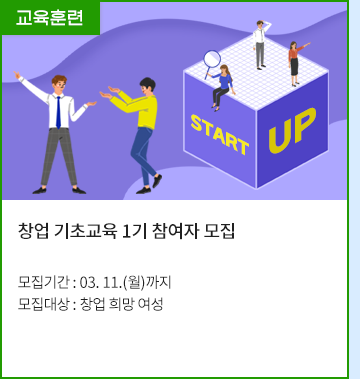 교육훈련
START
UP
창업 기초교육 1기 참여자 모집
모집기간 : 03. 11.(월)까지
모집대상 : 창업 희망 여성